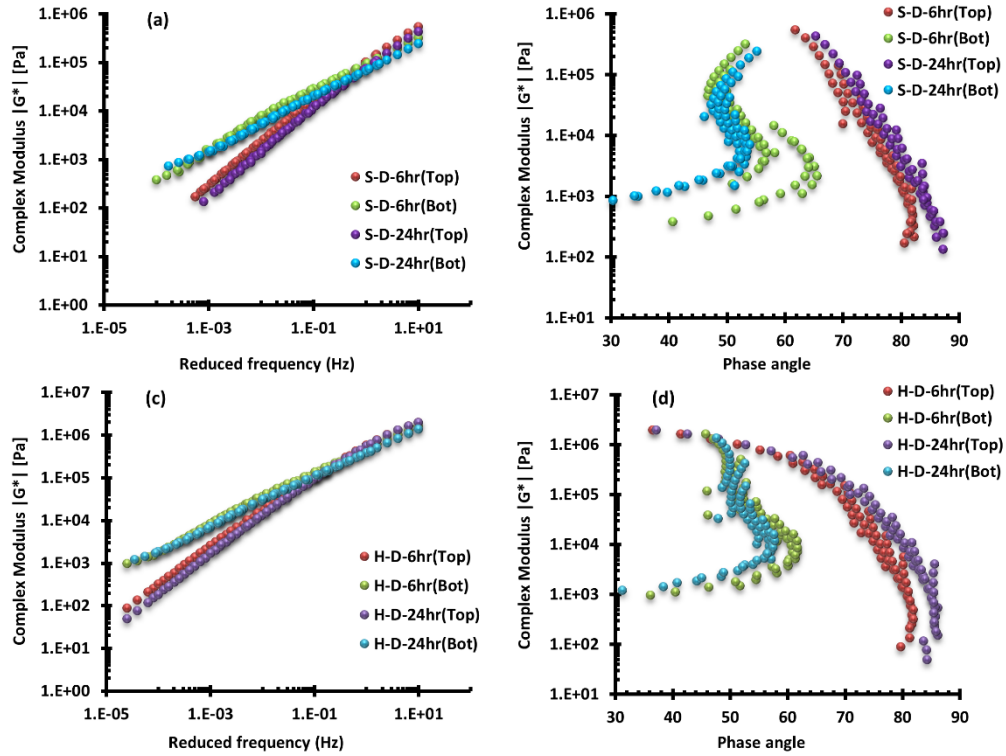 (a)
Complex Modulus |G*| [Pa]
1.E+06
1.E+05
1.E+04
1.E+03
1.E+02
1.E+01
1.E+00
1.E-05
1.E-03
1.E-01
1.E+01
Reduced frequency (Hz)
S-D-6hr(Top)
S-D-6hr(Bot)
S-D-24hr(Top)
S-D-24hr(Bot)
Complex Modulus |G*| [Pa]
1.E+06
1.E+05
1.E+04
1.E+03
1.E+02
1.E+01
30
40
50
60
70
80
90
Phase angle
S-D-6hr(Top)
S-D-6hr(Bot)
S-D-24hr(Top)
S-D-24hr(Bot)
(c)
Complex Modulus |G*| [Pa]
1.E+07
1.E+06
1.E+05
1.E+04
1.E+03
1.E+02
1.E+01
1.E+00
1.E-05
1.E-03
1.E-01
1.E+01
Reduced frequency (Hz)
H-D-6hr(Top)
H-D-6hr(Bot)
H-D-24hr(Top)
H-D-24hr(Bot)
(d)
Complex Modulus |G*| [Pa]
1.E+07
1.E+06
1.E+05
1.E+04
1.E+03
1.E+02
1.E+01
30
40
50
60
70
80
90
Phase angle
H-D-6hr(Top)
H-D-6hr(Bot)
H-D-24hr(Top)
H-D-24hr(Bot)